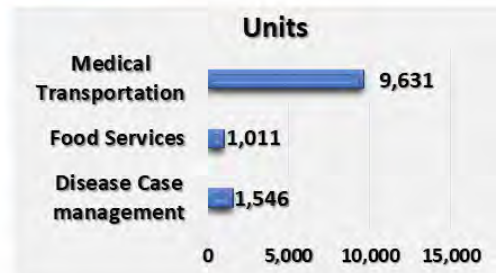 Units
Medical
Transportation
9,631
Food Services
1,011
Disease Case
management
1,546
0 5,000 10,000 15,000